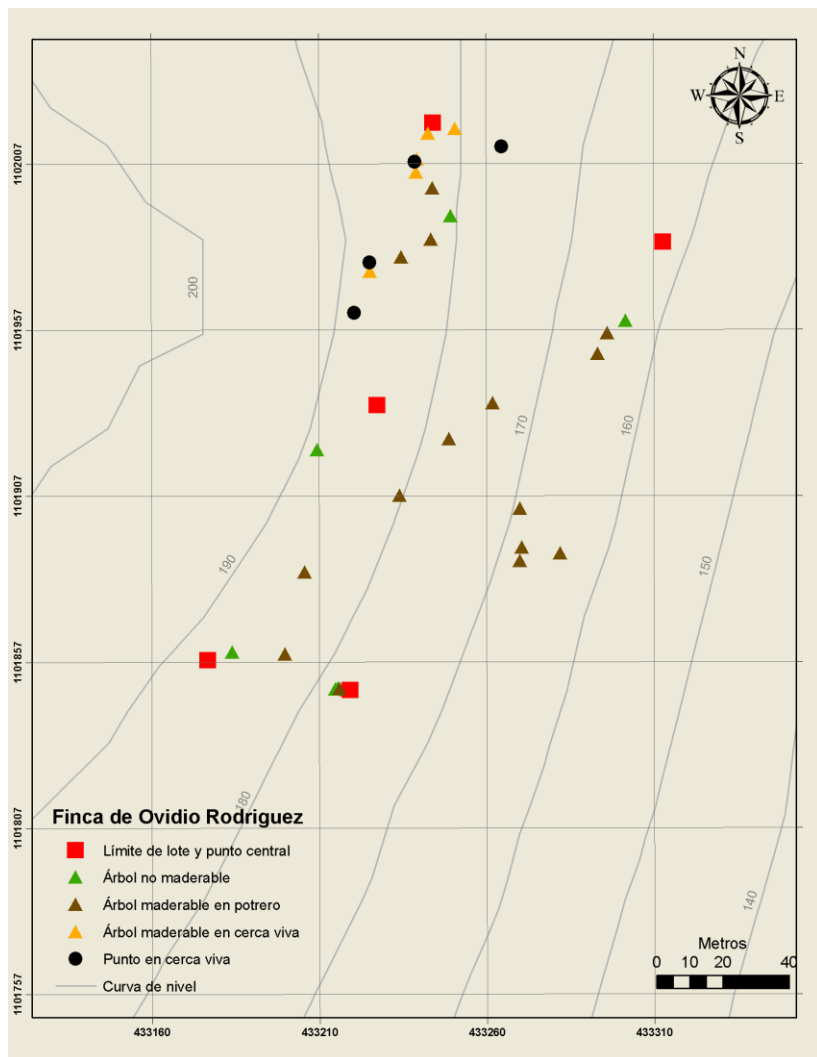 N
W E
S
1102007
200
1101957
170
160
1101907
190
150
1101857
180
Finca de Ovidio Rodriguez
1101807
Límite de lote y punto central
Árbol no maderable
Árbol maderable en potrero
140
Árbol maderable en cerca viva
Metros
Punto en cerca viva
0 10 20 40
Curva de nivel
1101757
433160 433210 433260 433310